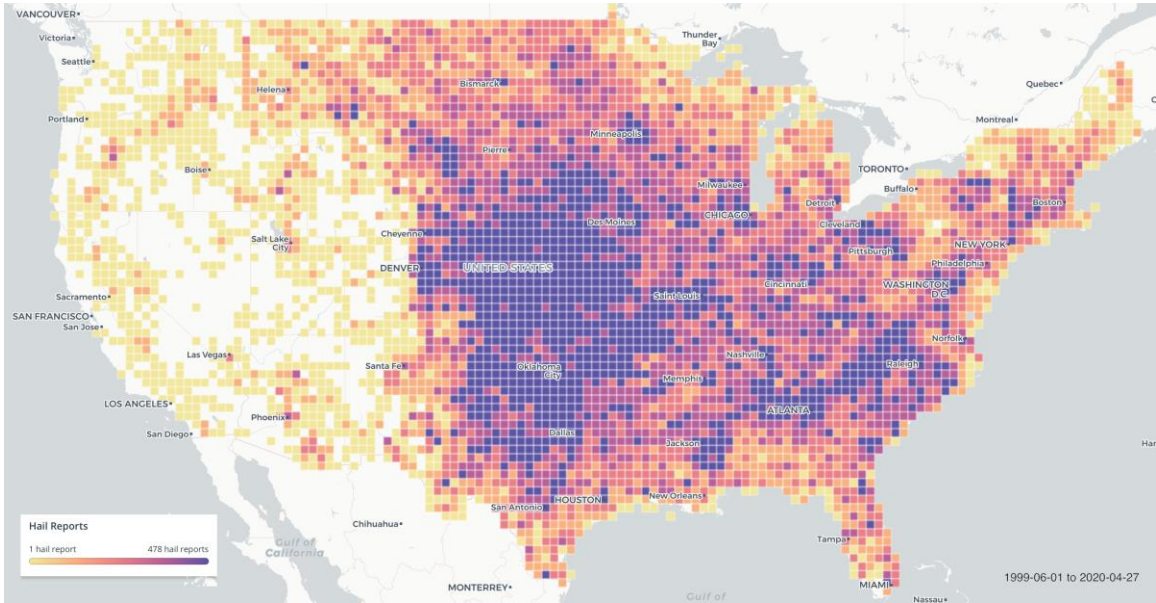 VANCOUVER
Victoria
Seattle
Thunder
Bay
Quebec
Helena
Bismarck
Portland
Montreal
Minneapolis
Pierre
Boise
TORONTO
Milwaukee
Buffalo
Detroit
Boston
CHICAGO
Des Moines
Cleveland
Cheyenne
Salt Lake
City
NEW YORK
Pittsburgh
DENVER
UNITED STATES
Philadelphia
Cincinnati
WASHINGTON
D.C.
Sacramento
Saint Louis
SAN FRANCISCO
San Jose
Norfolk
Las Vegas
Nashville
Santa Fe
Oklahoma
City
Raleigh
Memphis
LOS ANGELES
ATLANTA
Phoenix
San Diego
Dallas
Jackson
Har
HOUSTON
New Orleans
San Antonio
Hail Reports
Chihuahua
1 hail report
478 hail reports
Gulf of
California
Tampa
1999-06-01 to 2020-04-27
MONTERREY
MIAMI
Gulf of
Nassau